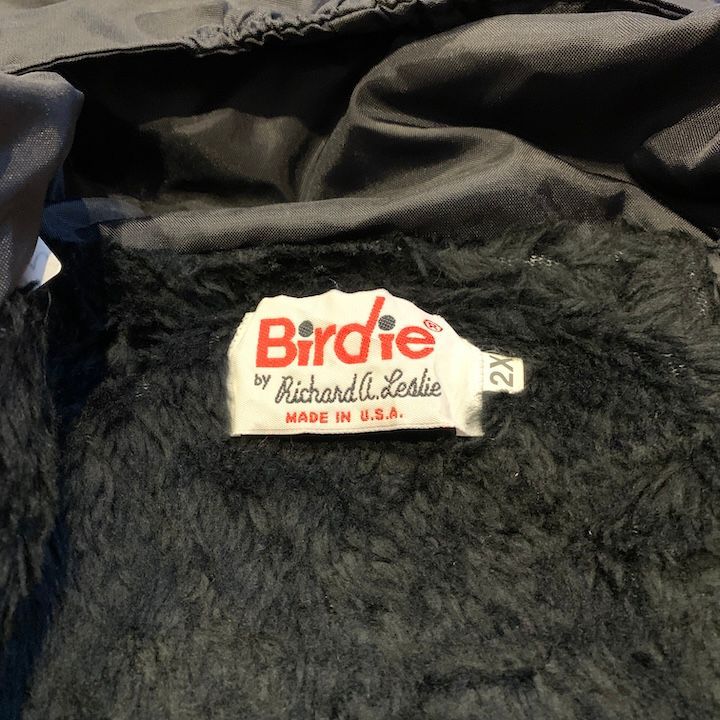 Birdie®
by Richard A. Leslie
MADE IN U.S.A.
2X